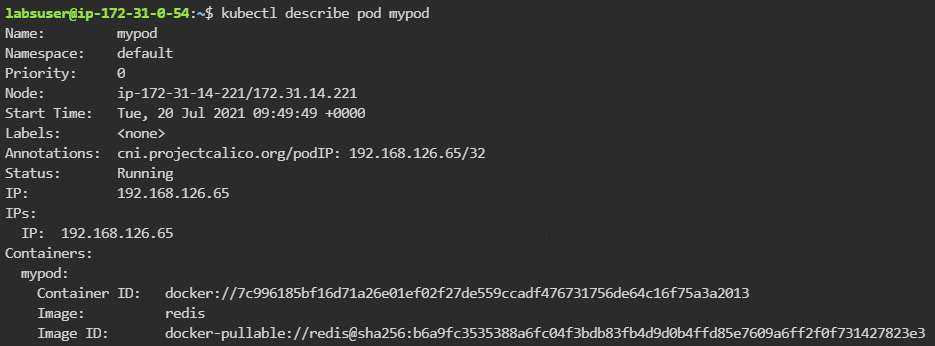 labsuser@ip-172-31-0-54:~$ kubectl describe pod mypod
Name:         mypod
Namespace:    default
Priority:     0
Node:         ip-172-31-14-221/172.31.14.221
Start Time:   Tue, 20 Jul 2021 09:49:49 +0000
Labels:       <none>
Annotations:  cni.projectcalico.org/podIP: 192.168.126.65/32
Status:       Running
IP:           192.168.126.65
IPs:
  IP:  192.168.126.65
Containers:
  mypod:
    Container ID:   docker://7c996185bf16d71a26e01ef02f27de559ccadf476731756de64c16f75a3a2013
    Image:          redis
    Image ID:       docker-pullable://redis@sha256:b6a9fc3535388a6fc04f3bdb83fb4d9d0b4ffd85e7609a6ff2f0f731427823e3